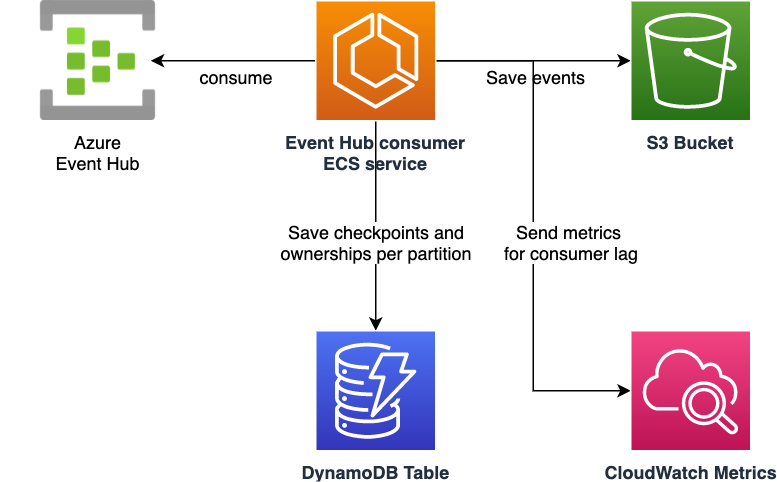 consume
Save events
Azure
Event Hub
Event Hub consumer
ECS service
S3 Bucket
Save checkpoints and
ownerships per partition
Send metrics
for consumer lag
DynamoDB Table
CloudWatch Metrics